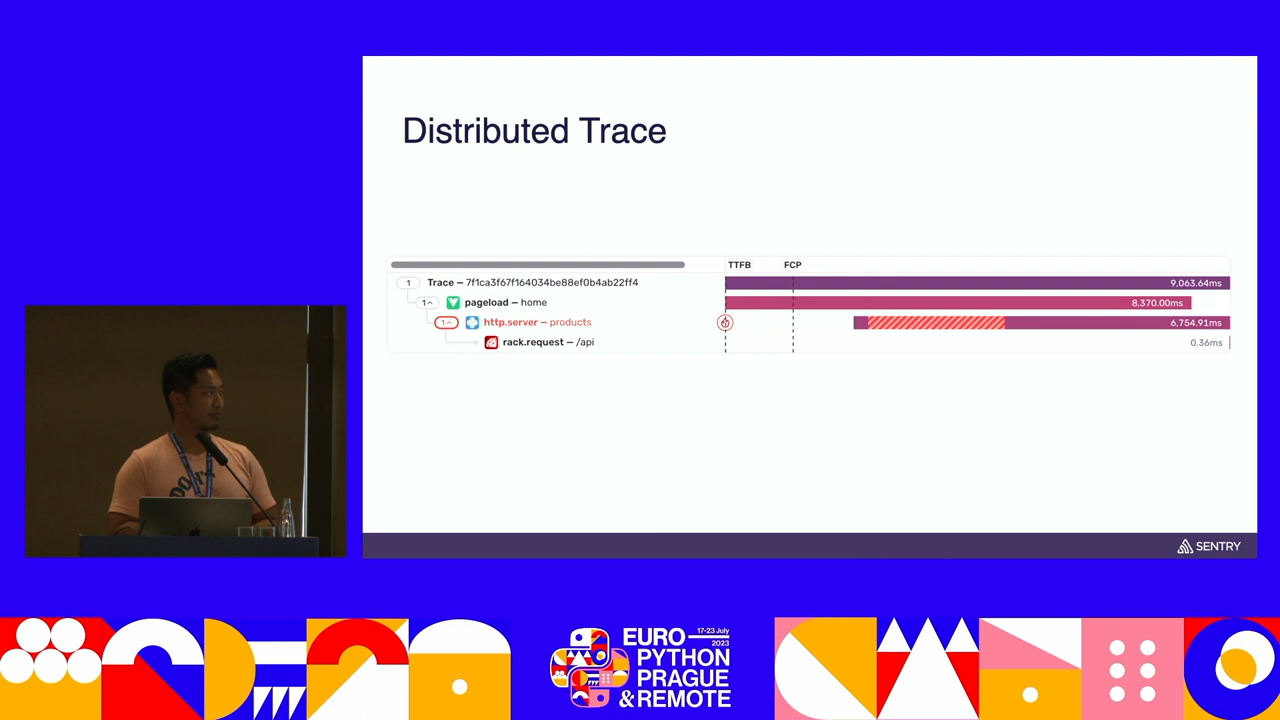 Distributed Trace
TTFB FCP
1 Trace — 7f1ca3f67f164034be88ef0b4ab22ff4 9,063.64ms
1 pageload — home 8,370.00ms
1 http.server — products 6,754.91ms
rack.request — /api 0.36ms
DON'T
SENTRY
EURO 17-23 July 2023
PYTHON
PRAGUE
& REMOTE